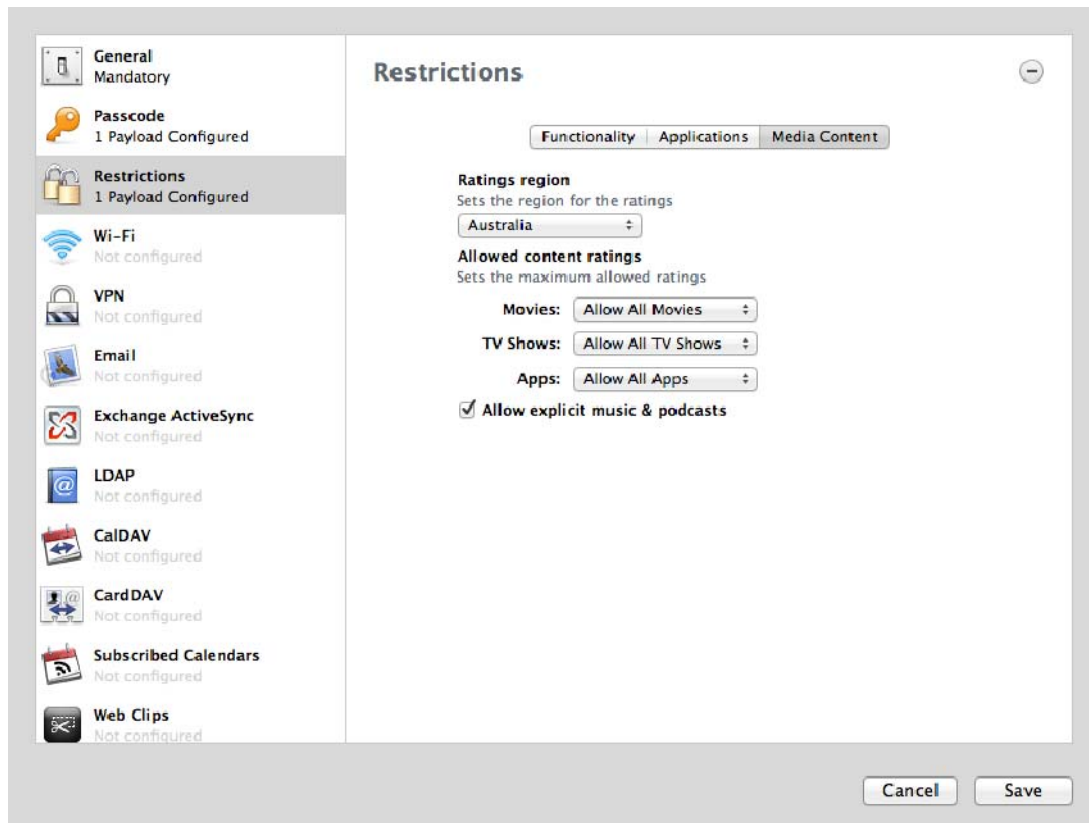 General
Mandatory
Passcode
1 Payload Configured
Restrictions
1 Payload Configured
Wi-Fi
Not configured
VPN
Not configured
Email
Not configured
Exchange ActiveSync
Not configured
LDAP
Not configured
CalDAV
Not configured
CardDAV
Not configured
Subscribed Calendars
Not configured
Web Clips
Not configured
Restrictions
Functionality Applications Media Content
Ratings region
Sets the region for the ratings
Australia
Allowed content ratings
Sets the maximum allowed ratings
Movies: Allow All Movies
TV Shows: Allow All TV Shows
Apps: Allow All Apps
Allow explicit music & podcasts
Cancel Save